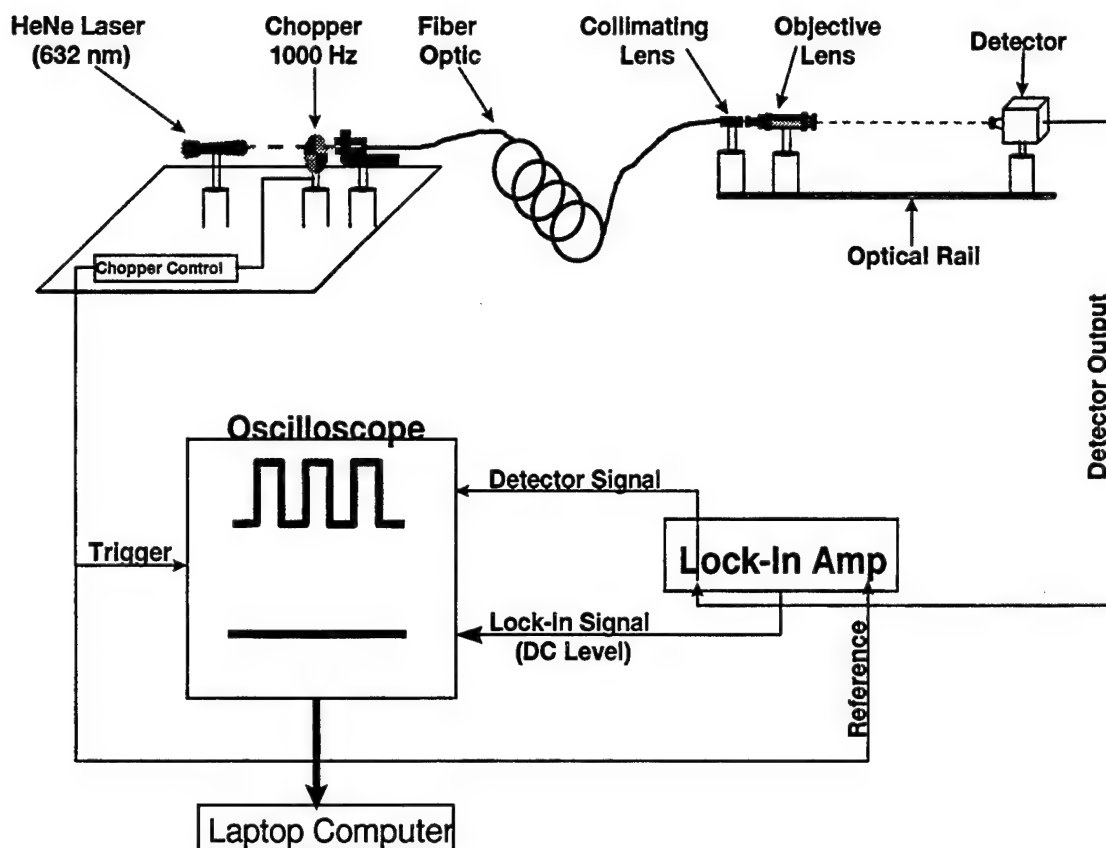 HeNe Laser
(632 nm)
Chopper
1000 Hz
Fiber
Optic
Collimating
Lens
Objective
Lens
Detector
Chopper Control
Optical Rail
Detector Output
Oscilloscope
Detector Signal
Trigger
Lock-In Amp
Lock-In Signal
(DC Level)
Reference
Laptop Computer